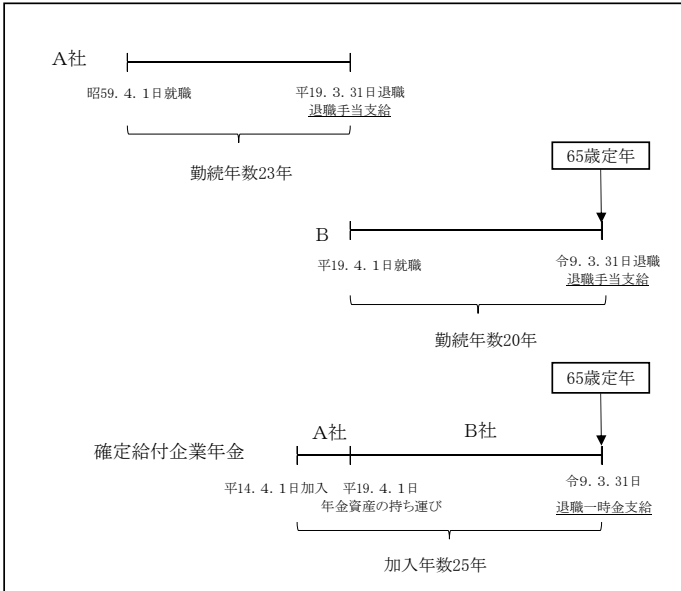 A社
昭59. 4. 1日就職
平19. 3. 31日退職
退職手当支給
勤続年数23年
65歳定年
B
平19. 4. 1日就職
令9. 3. 31日退職
退職手当支給
勤続年数20年
65歳定年
A社
B社
確定給付企業年金
平14. 4. 1日加入
平19. 4. 1日
年金資産の持ち運び
令9. 3. 31日
退職一時金支給
加入年数25年